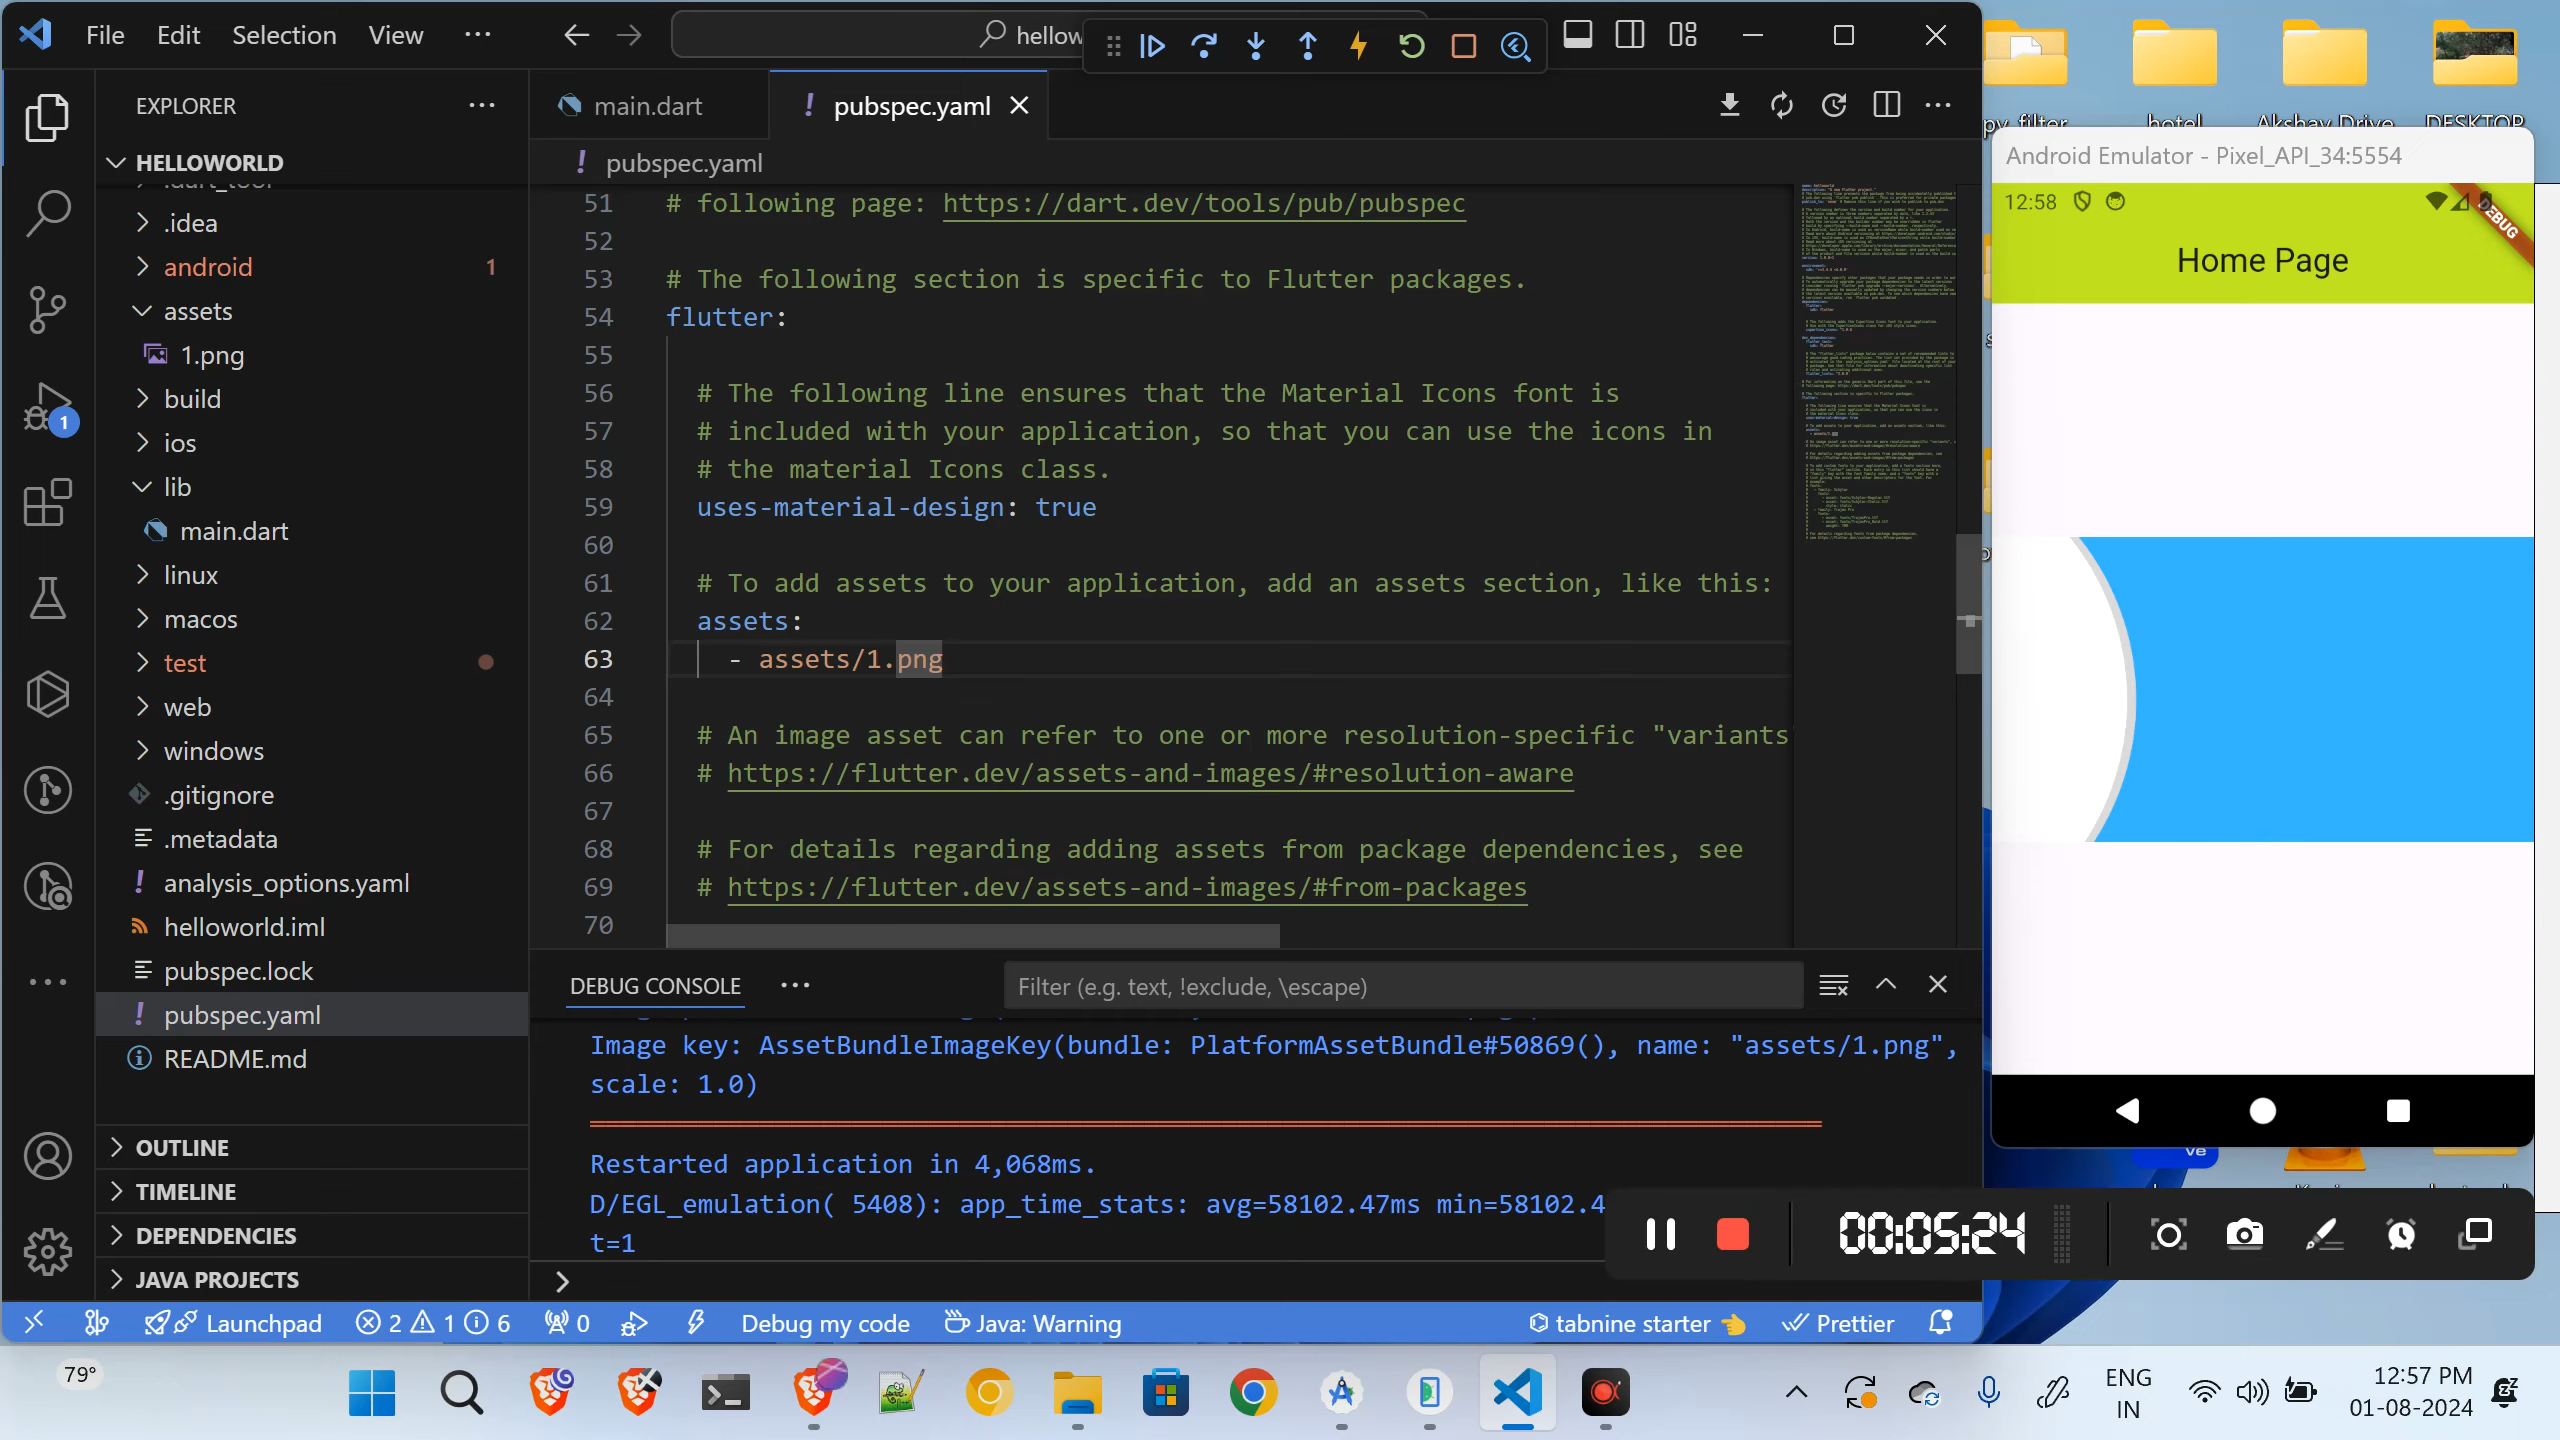 File Edit Selection View ...
hellow
EXPLORER
HELLOWORLD
.dart_tool
.idea
android 1
assets
1.png
build
ios
lib
main.dart
linux
macos
test
web
windows
.gitignore
.metadata
analysis_options.yaml
helloworld.iml
pubspec.lock
pubspec.yaml
README.md
OUTLINE
TIMELINE
DEPENDENCIES
JAVA PROJECTS
1
main.dart
! pubspec.yaml
! pubspec.yaml
51 # following page: https://dart.dev/tools/pub/pubspec
52
53 # The following section is specific to Flutter packages.
54 flutter:
55
56 # The following line ensures that the Material Icons font is
57 # included with your application, so that you can use the icons in
58 # the material Icons class.
59 uses-material-design: true
60
61 # To add assets to your application, add an assets section, like this:
62 assets:
63 - assets/1.png
64
65 # An image asset can refer to one or more resolution-specific "variants
66 # https://flutter.dev/assets-and-images/#resolution-aware
67
68 # For details regarding adding assets from package dependencies, see
69 # https://flutter.dev/assets-and-images/#from-packages
70
DEBUG CONSOLE ...
Filter (e.g. text, !exclude, \escape)
Image key: AssetBundleImageKey(bundle: PlatformAssetBundle#50869(), name: "assets/1.png",
scale: 1.0)
Restarted application in 4,068ms.
D/EGL_emulation( 5408): app_time_stats: avg=58102.47ms min=58102.4
t=1
Launchpad 2 1 6 0 Debug my code Java: Warning tabnine starter Prettier
py_filter hotel Akshay Drive DESKTOP
Android Emulator - Pixel_API_34:5554
12:58
DEBUG
Home Page
ve
00:05:24
79°
ENG
IN
12:57 PM
01-08-2024